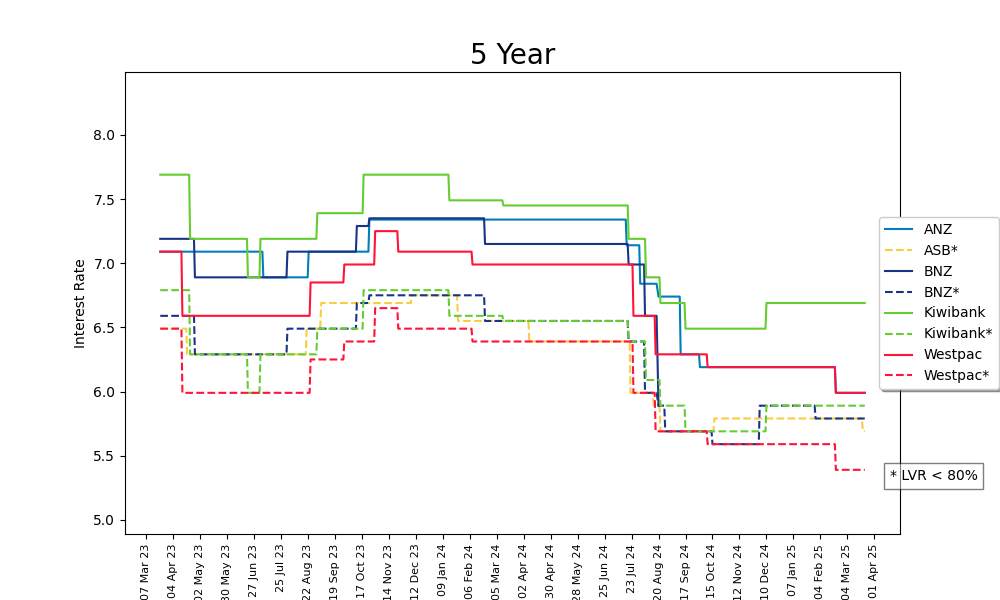 5 Year
Interest Rate
8.0
7.5
7.0
6.5
6.0
5.5
5.0
07 Mar 23
04 Apr 23
02 May 23
30 May 23
27 Jun 23
25 Jul 23
22 Aug 23
19 Sep 23
17 Oct 23
14 Nov 23
12 Dec 23
09 Jan 24
06 Feb 24
05 Mar 24
02 Apr 24
30 Apr 24
28 May 24
25 Jun 24
23 Jul 24
20 Aug 24
17 Sep 24
15 Oct 24
12 Nov 24
10 Dec 24
07 Jan 25
04 Feb 25
04 Mar 25
01 Apr 25
ANZ
ASB*
BNZ
BNZ*
Kiwibank
Kiwibank*
Westpac
Westpac*
* LVR < 80%